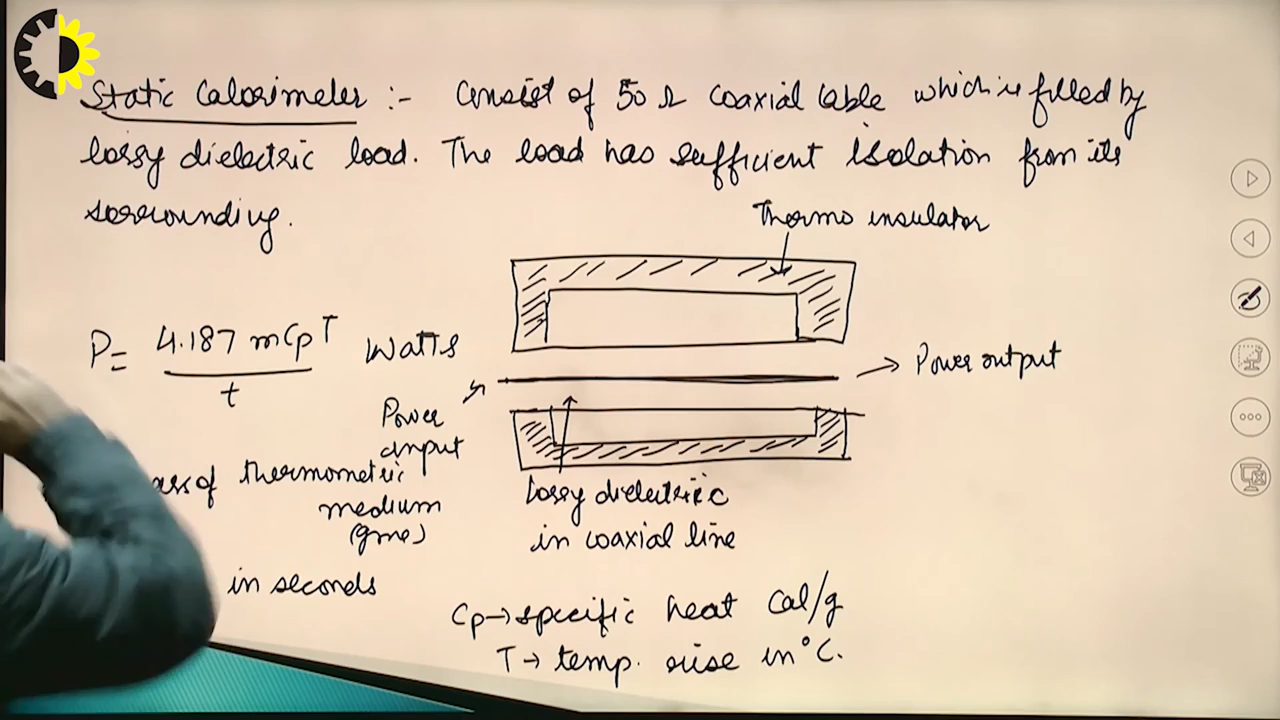 Static Calorimeter :- Consist of 50 Ω coaxial cable which is filled by
lossy dielectric load. The load has sufficient isolation from its
sorrounding.
Thermo insulator
P = 4.187 mCpT / t Watts
Power output
Power
input
of thermometric
medium
(gms)
Lossy dielectric
in coaxial line
in seconds
Cp → specific heat Cal/g
T → temp. rise in °C.